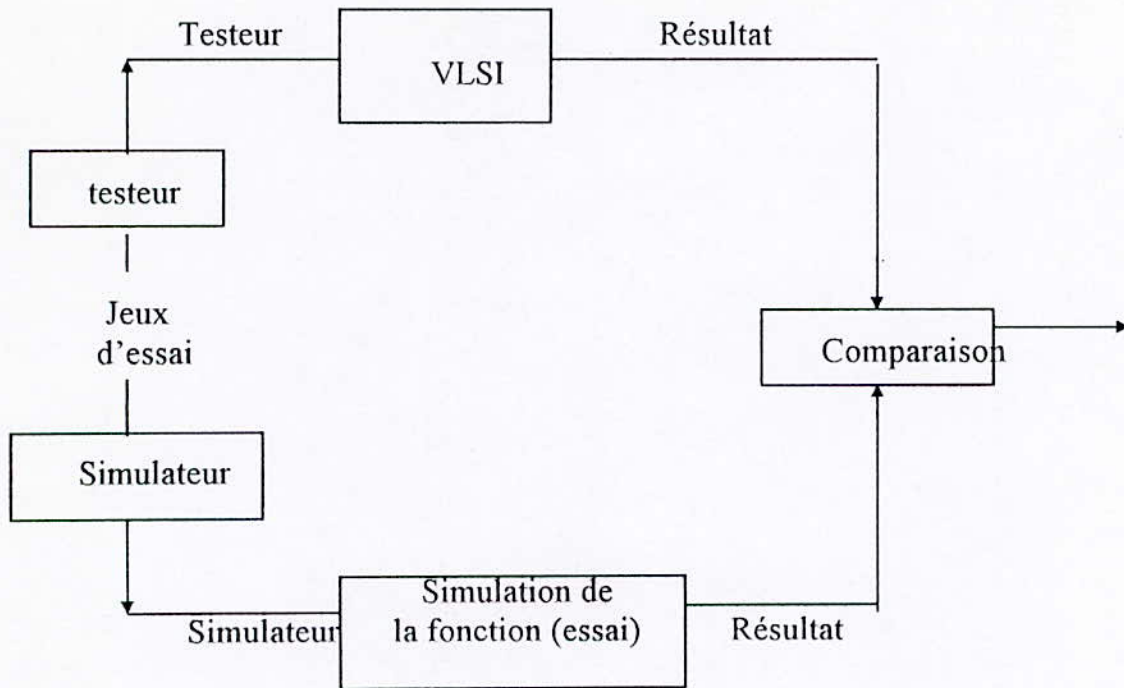 Testeur
Résultat
VLSI
testeur
Jeux
d'essai
Comparaison
Simulateur
Simulation de
la fonction (essai)
Simulateur
Résultat